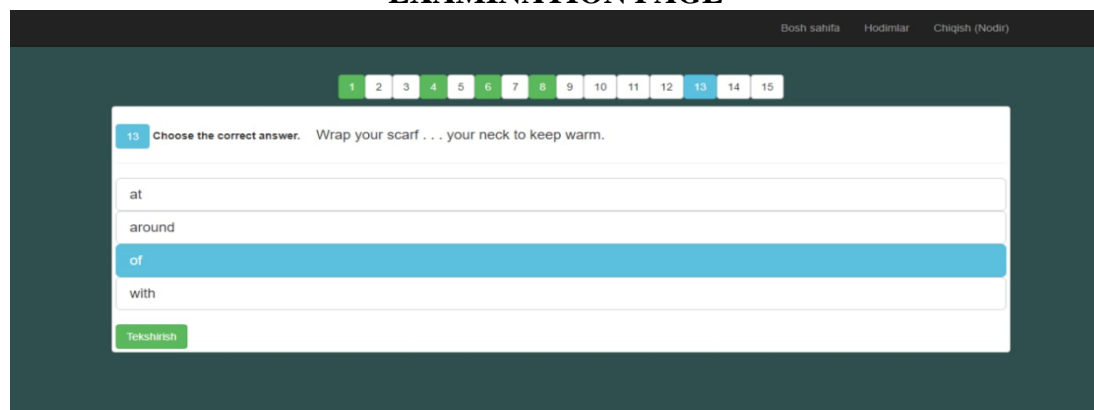 EXAMINATION PAGE
Bosh sahifa Hodimlar Chiqish (Nodir)
1 2 3 4 5 6 7 8 9 10 11 12 13 14 15
13 Choose the correct answer. Wrap your scarf . . . your neck to keep warm.
at
around
of
with
Tekshirish